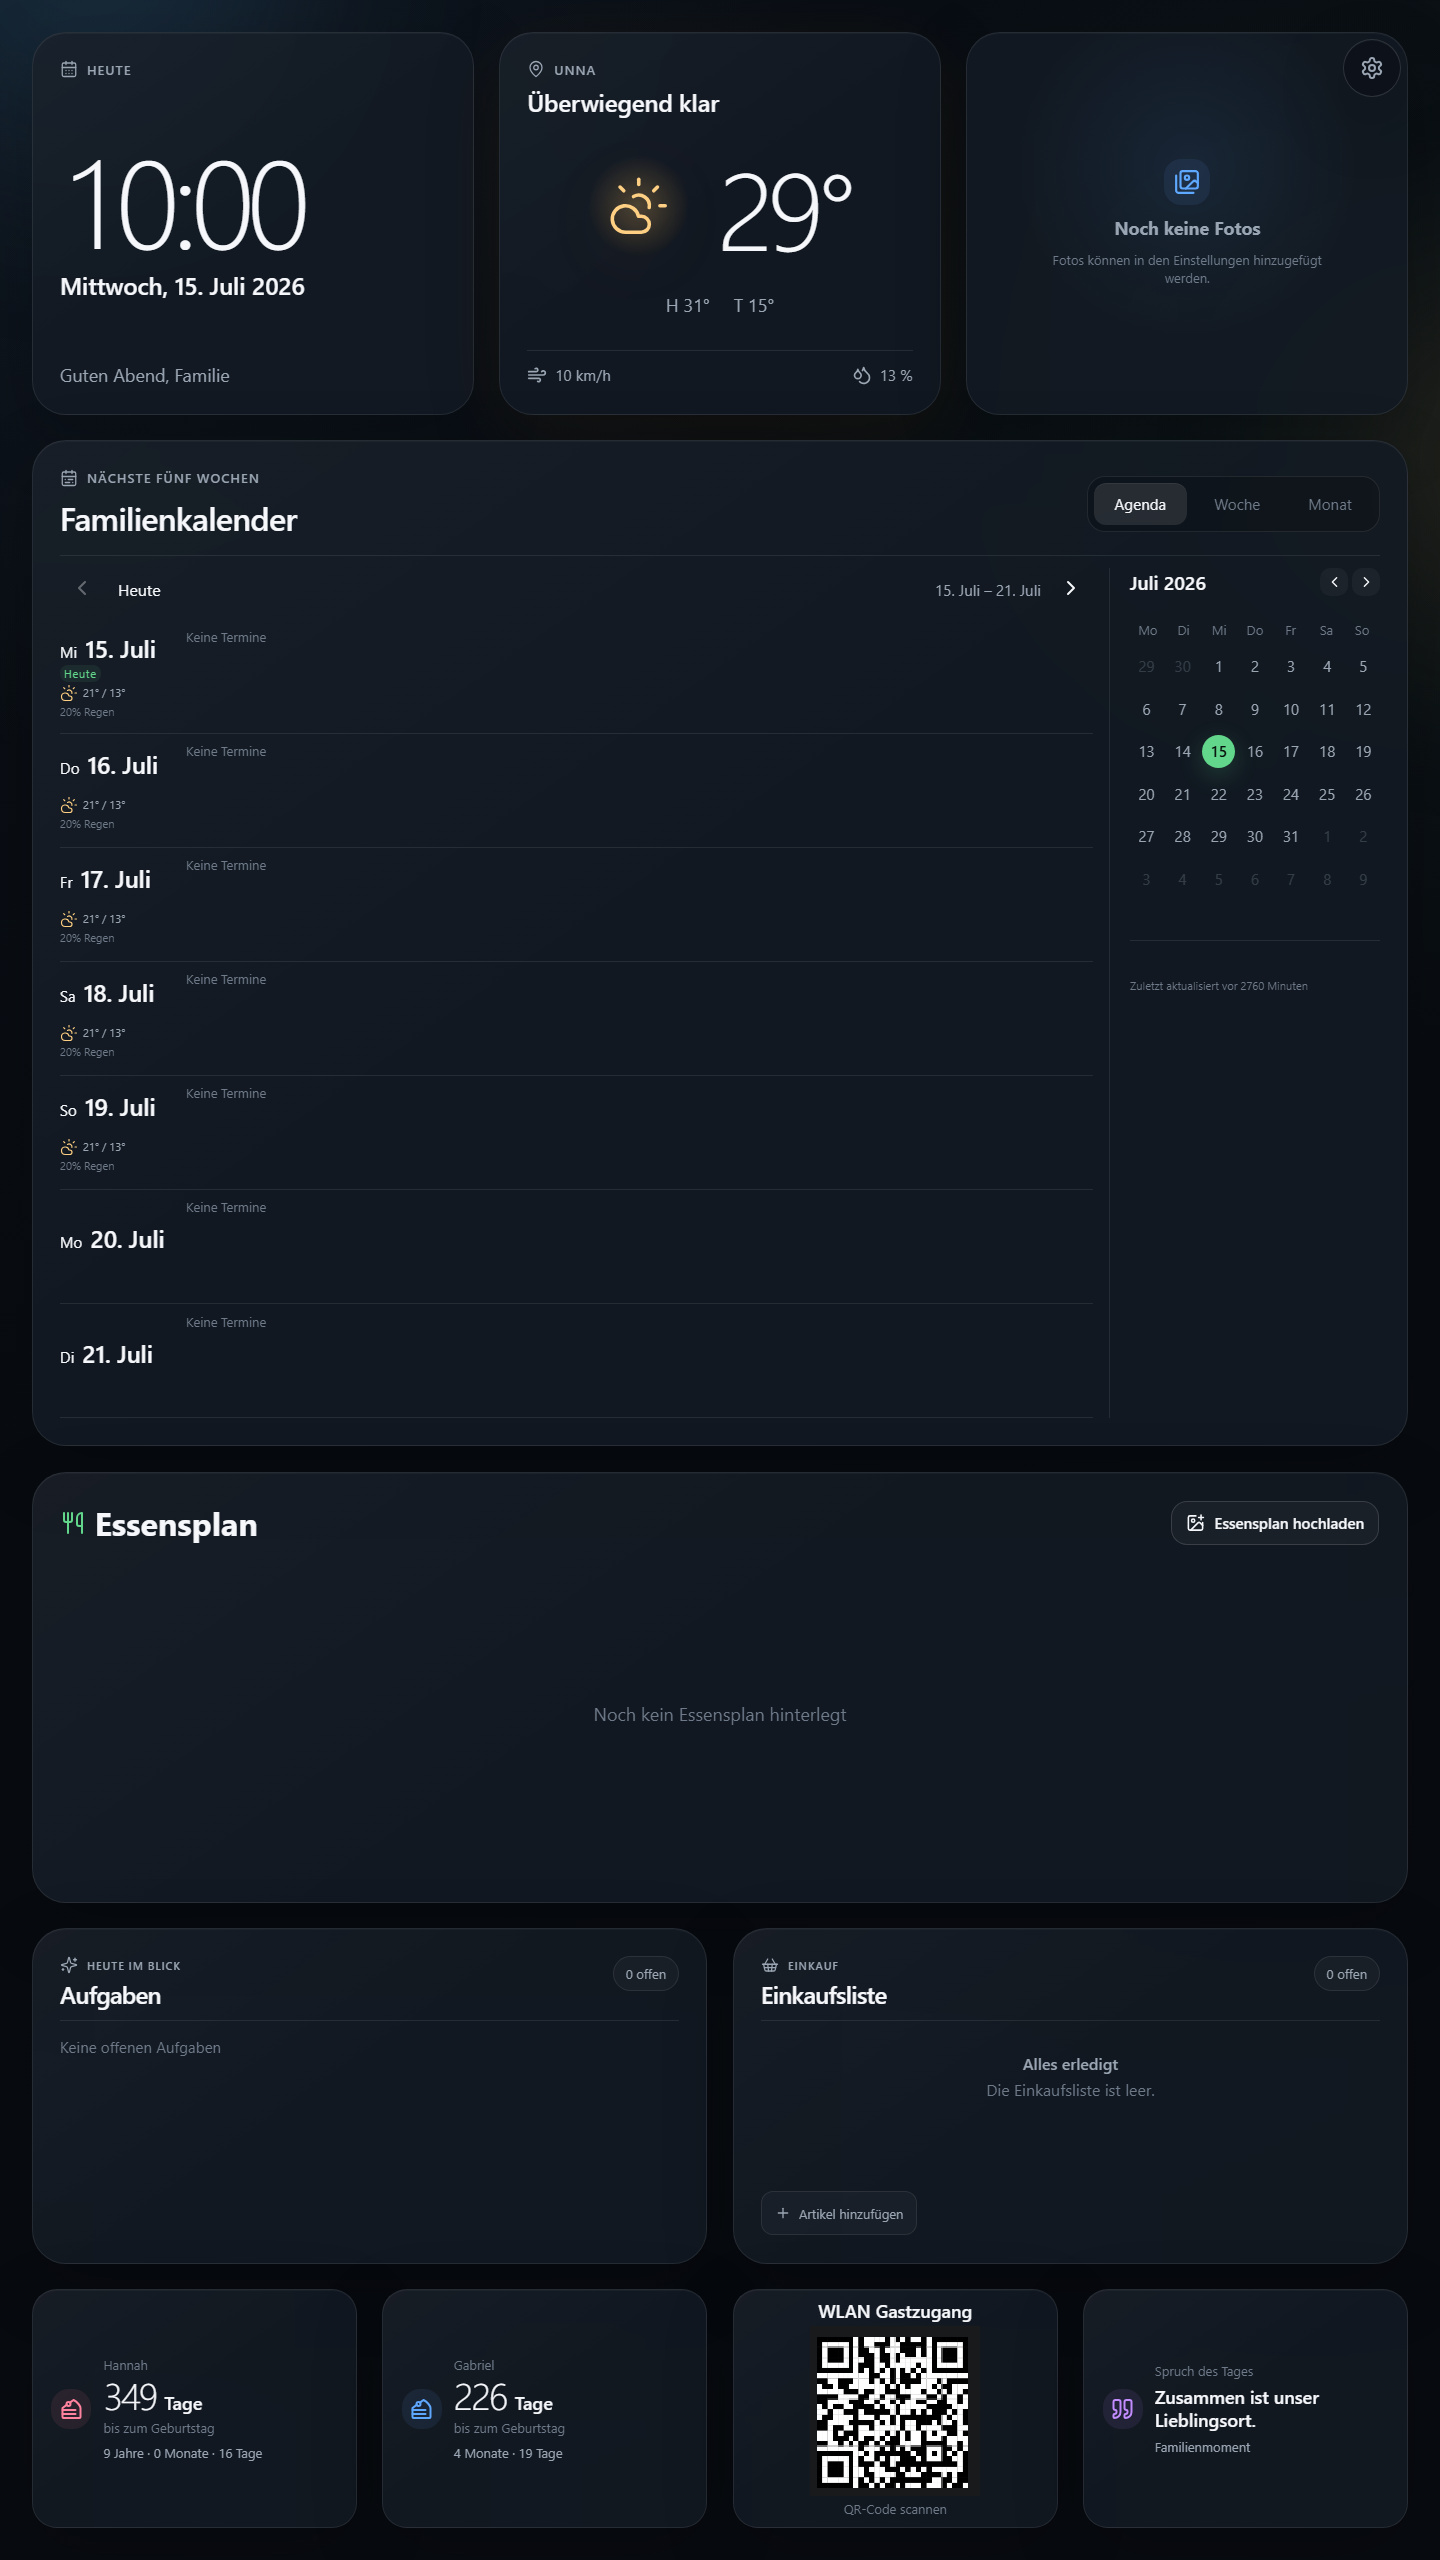 HEUTE
10:00
Mittwoch, 15. Juli 2026
Guten Abend, Familie
UNNA
Überwiegend klar
29°
H 31° T 15°
10 km/h 13 %
Noch keine Fotos
Fotos können in den Einstellungen hinzugefügt
werden.
NÄCHSTE FÜNF WOCHEN
Familienkalender
Agenda Woche Monat
Heute 15. Juli – 21. Juli
Mi 15. Juli Keine Termine
Heute
21° / 13°
20% Regen
Do 16. Juli Keine Termine
21° / 13°
20% Regen
Fr 17. Juli Keine Termine
21° / 13°
20% Regen
Sa 18. Juli Keine Termine
21° / 13°
20% Regen
So 19. Juli Keine Termine
21° / 13°
20% Regen
Mo 20. Juli Keine Termine
Di 21. Juli Keine Termine
Juli 2026
Mo Di Mi Do Fr Sa So
29 30 1 2 3 4 5
6 7 8 9 10 11 12
13 14 15 16 17 18 19
20 21 22 23 24 25 26
27 28 29 30 31 1 2
3 4 5 6 7 8 9
Zuletzt aktualisiert vor 2760 Minuten
Essensplan
Essensplan hochladen
Noch kein Essensplan hinterlegt
HEUTE IM BLICK
Aufgaben
0 offen
Keine offenen Aufgaben
EINKAUF
Einkaufsliste
0 offen
Alles erledigt
Die Einkaufsliste ist leer.
Artikel hinzufügen
Hannah
349 Tage
bis zum Geburtstag
9 Jahre · 0 Monate · 16 Tage
Gabriel
226 Tage
bis zum Geburtstag
4 Monate · 19 Tage
WLAN Gastzugang
QR-Code scannen
Spruch des Tages
Zusammen ist unser
Lieblingsort.
Familienmoment